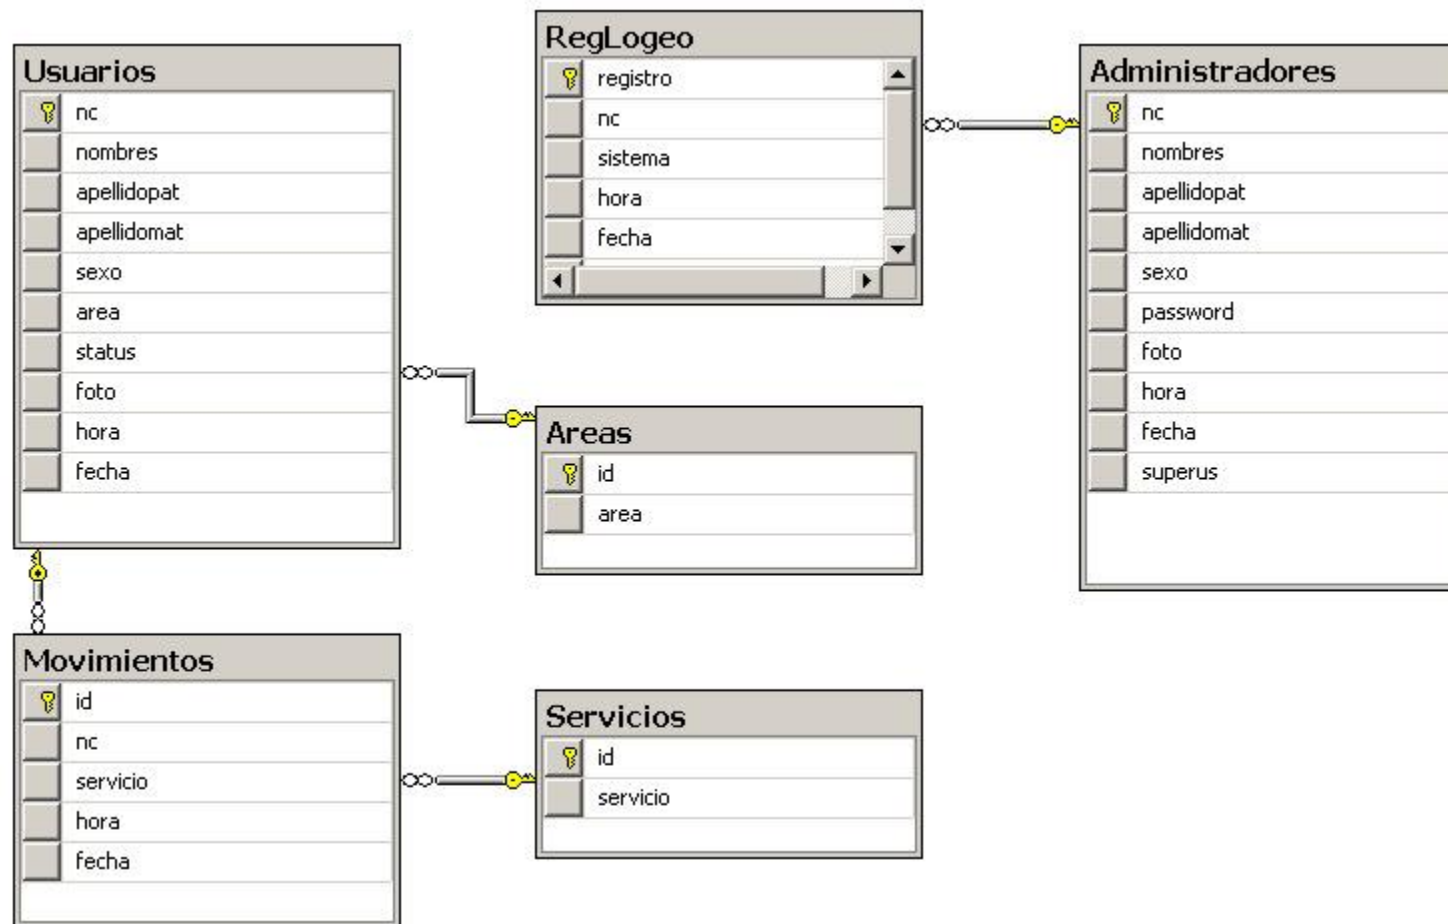 Usuarios
nc
nombres
apellidopat
apellidomat
sexo
area
status
foto
hora
fecha
RegLogeo
registro
nc
sistema
hora
fecha
Administradores
nc
nombres
apellidopat
apellidomat
sexo
password
foto
hora
fecha
superus
Areas
id
area
Movimientos
id
nc
servicio
hora
fecha
Servicios
id
servicio